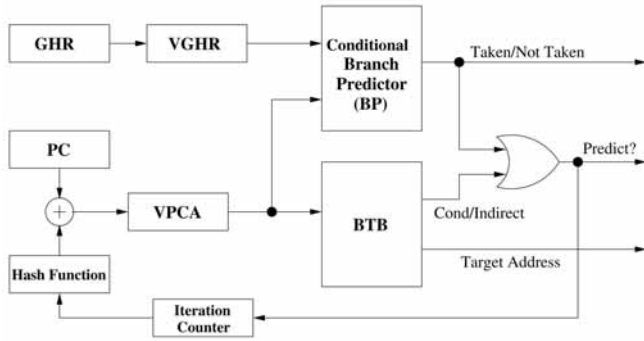 GHR
VGHR
Conditional
Branch
Predictor
(BP)
Taken/Not Taken
PC
Predict?
+
VPCA
BTB
Cond/Indirect
Hash Function
Target Address
Iteration
Counter